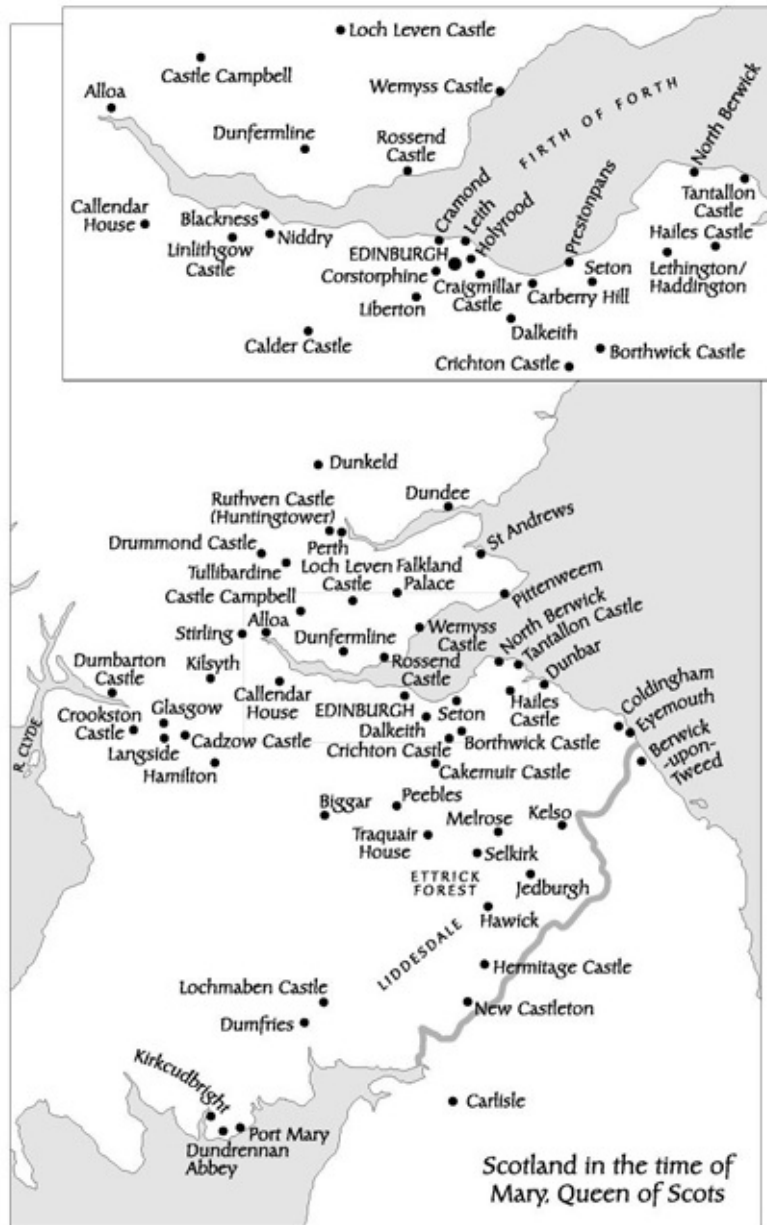 Loch Leven Castle
Castle Campbell
Wemyss Castle
Alloa
FIRTH OF FORTH
North Berwick
Dunfermline
Rossend
Castle
Tantallon
Castle
Callendar
House
Blackness
Niddry
Linlithgow
Castle
Cramond
Leith
Holyrood
Prestonpans
Hailes Castle
EDINBURGH
Corstorphine
Craigmillar
Castle
Seton
Lethington/
Haddington
Carberry Hill
Liberton
Dalkeith
Calder Castle
Borthwick Castle
Crichton Castle
Dunkeld
Dundee
Ruthven Castle
(Huntingtower)
Perth
St Andrews
Drummond Castle
Tullibardine
Loch Leven
Castle
Falkland
Palace
Pittenweem
Castle Campbell
Alloa
Stirling
Dunfermline
Wemyss
Castle
North Berwick
Tantallon Castle
Dunbar
Rossend
Castle
Dumbarton
Castle
Kilsyth
Callendar
House
EDINBURGH
Seton
Hailes
Castle
Coldingham
Eyemouth
Berwick
-upon-
Tweed
R. CLYDE
Crookston
Castle
Glasgow
Langside
Cadzow Castle
Hamilton
Dalkeith
Borthwick Castle
Crichton Castle
Cakemuir Castle
Biggar
Peebles
Traquair
House
Melrose
Kelso
Selkirk
ETTRICK
FOREST
Jedburgh
Hawick
LIDDESDALE
Hermitage Castle
Lochmaben Castle
New Castleton
Dumfries
Kirkcudbright
Carlisle
Port Mary
Dundrennan
Abbey
Scotland in the time of
Mary, Queen of Scots